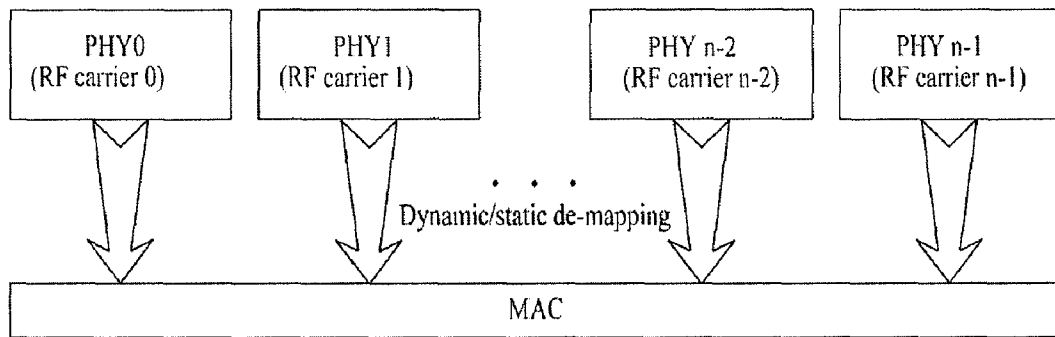 PHY0
(RF carrier 0)
PHY1
(RF carrier 1)
PHY n-2
(RF carrier n-2)
PHY n-1
(RF carrier n-1)
. . .
Dynamic/static de-mapping
MAC